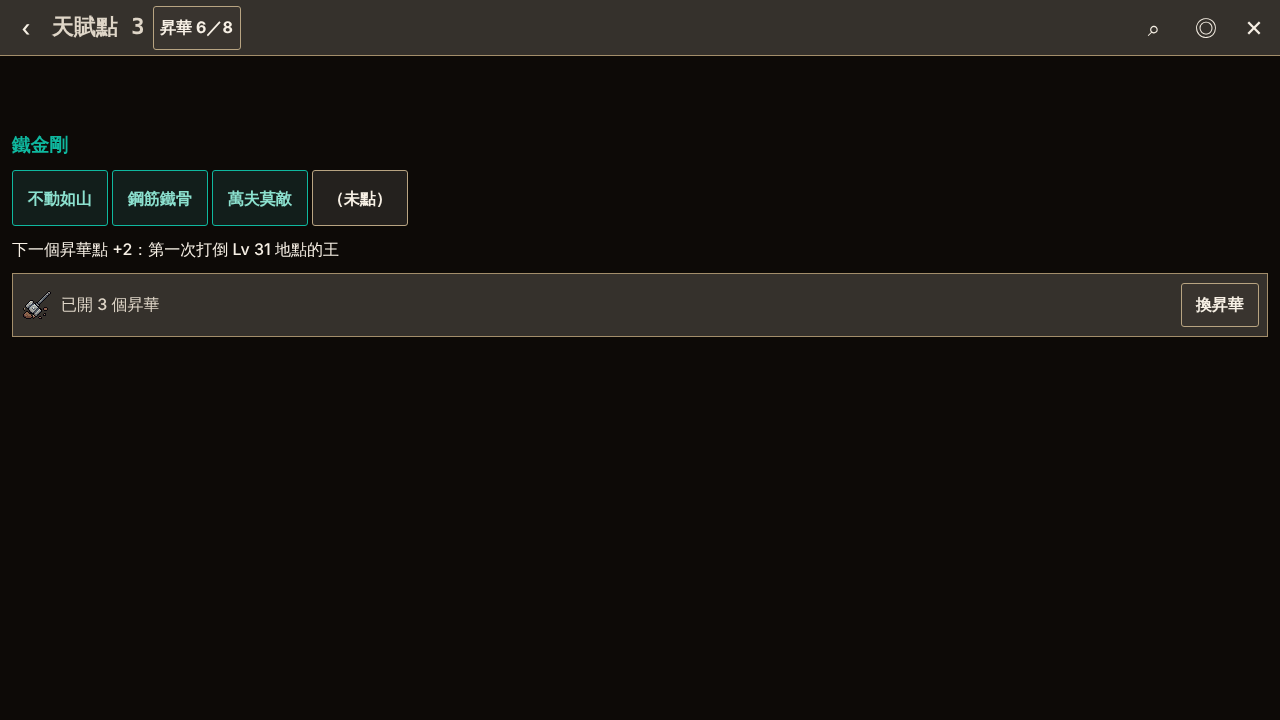 ‹ 天賦點 3 昇華 6／8 ⌕ ◎ ✕
鐵金剛
不動如山 鋼筋鐵骨 萬夫莫敵 （未點）
下一個昇華點 +2：第一次打倒 Lv 31 地點的王
已開 3 個昇華 換昇華